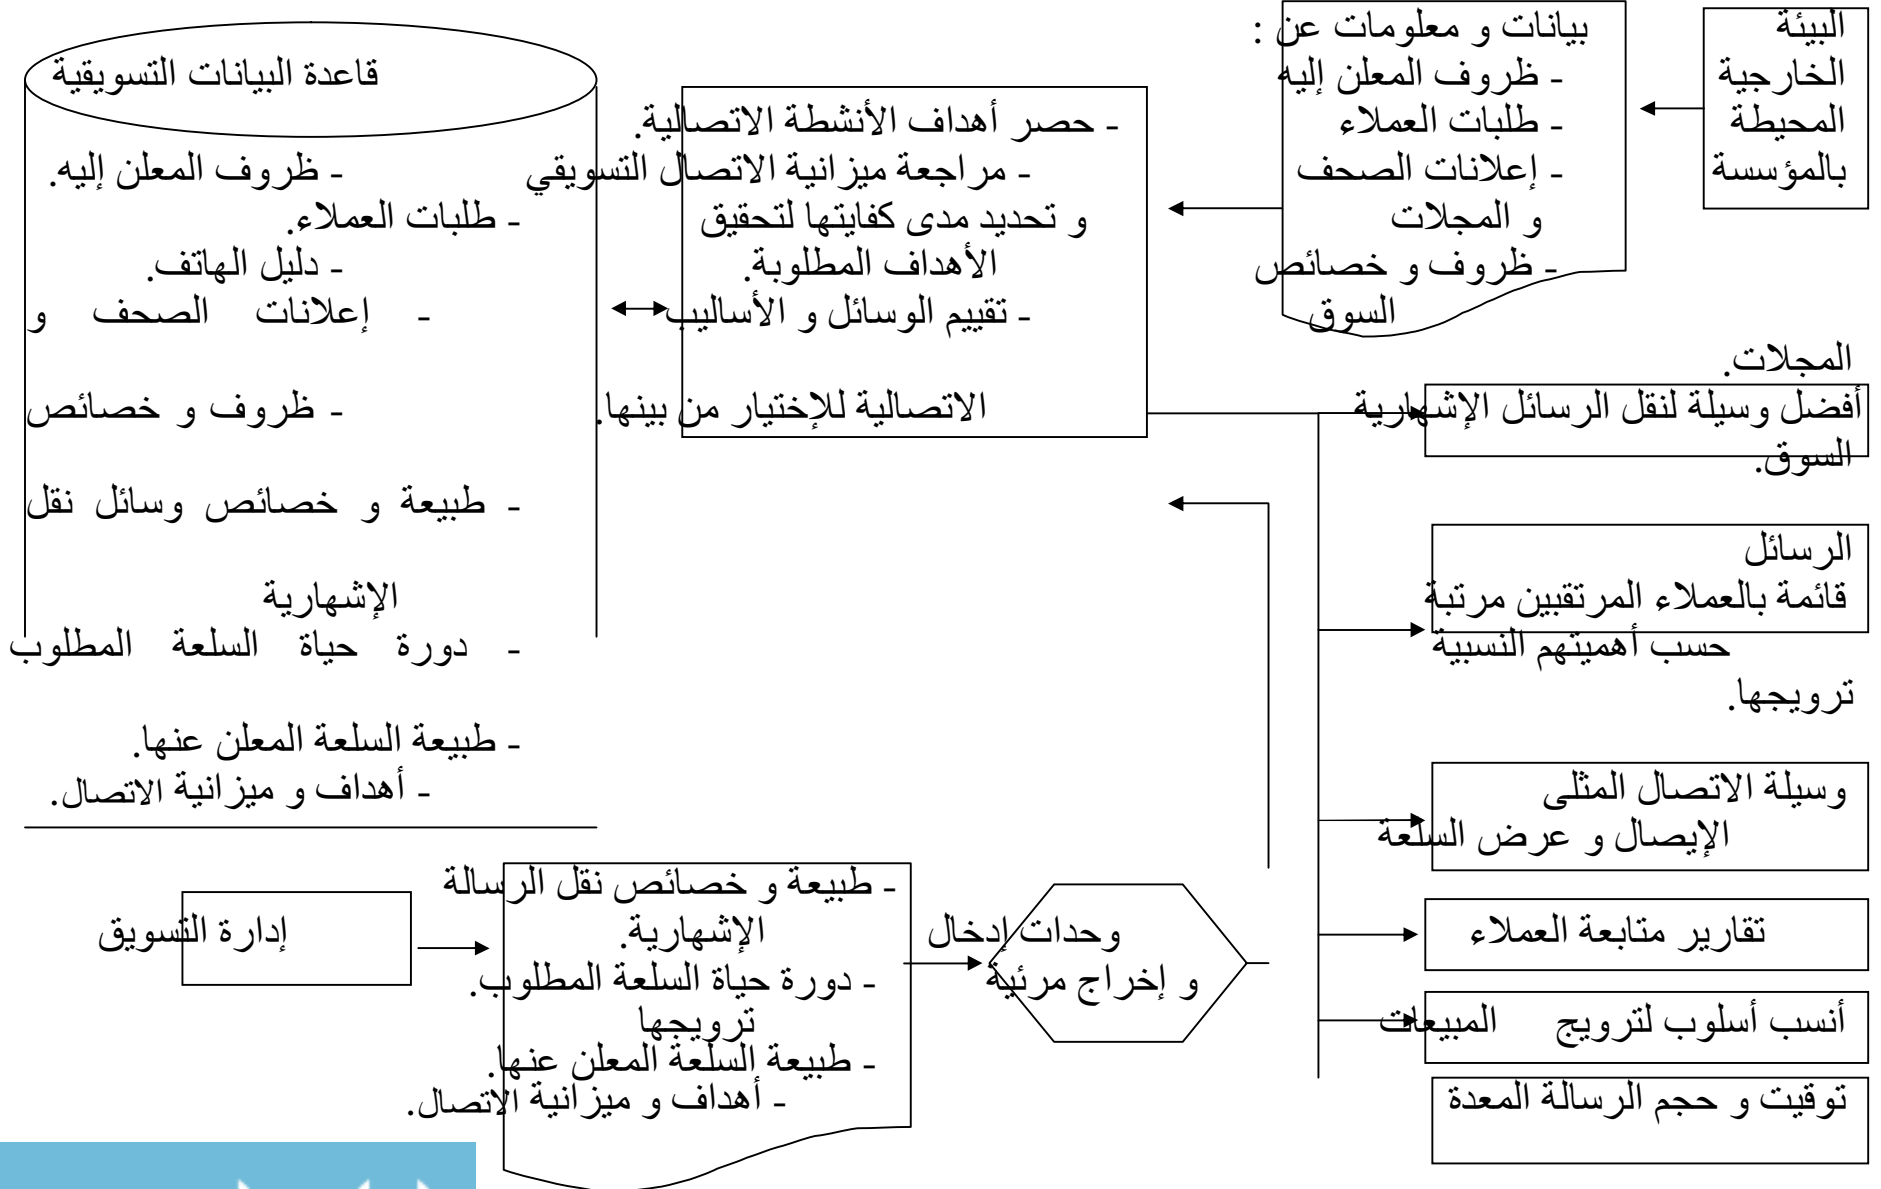 البيئة
الخارجية
المحيطة
بالمؤسسة
بيانات و معلومات عن :
- ظروف المعلن إليه
- طلبات العملاء
- إعلانات الصحف
و المجلات
- ظروف و خصائص
السوق
- حصر أهداف الأنشطة الاتصالية.
- مراجعة ميزانية الاتصال التسويقي
و تحديد مدى كفايتها لتحقيق
الأهداف المطلوبة.
- تقييم الوسائل و الأساليب
الاتصالية للإختيار من بينها.
قاعدة البيانات التسويقية
- ظروف المعلن إليه.
- طلبات العملاء.
- دليل الهاتف.
- إعلانات الصحف و
المجلات.
- ظروف و خصائص
السوق.
- طبيعة و خصائص وسائل نقل
الرسائل
الإشهارية
- دورة حياة السلعة المطلوب
ترويجها.
- طبيعة السلعة المعلن عنها.
- أهداف و ميزانية الاتصال.
أفضل وسيلة لنقل الرسائل الإشهارية
قائمة بالعملاء المرتقبين مرتبة
حسب أهميتهم النسبية
وسيلة الاتصال المثلى
الإيصال و عرض السلعة
تقارير متابعة العملاء
أنسب أسلوب لترويج المبيعات
توقيت و حجم الرسالة المعدة
إدارة التسويق
- طبيعة و خصائص نقل الرسالة
الإشهارية.
- دورة حياة السلعة المطلوب.
ترويجها
- طبيعة السلعة المعلن عنها.
- أهداف و ميزانية الاتصال.
وحدات إدخال
و إخراج مرئية